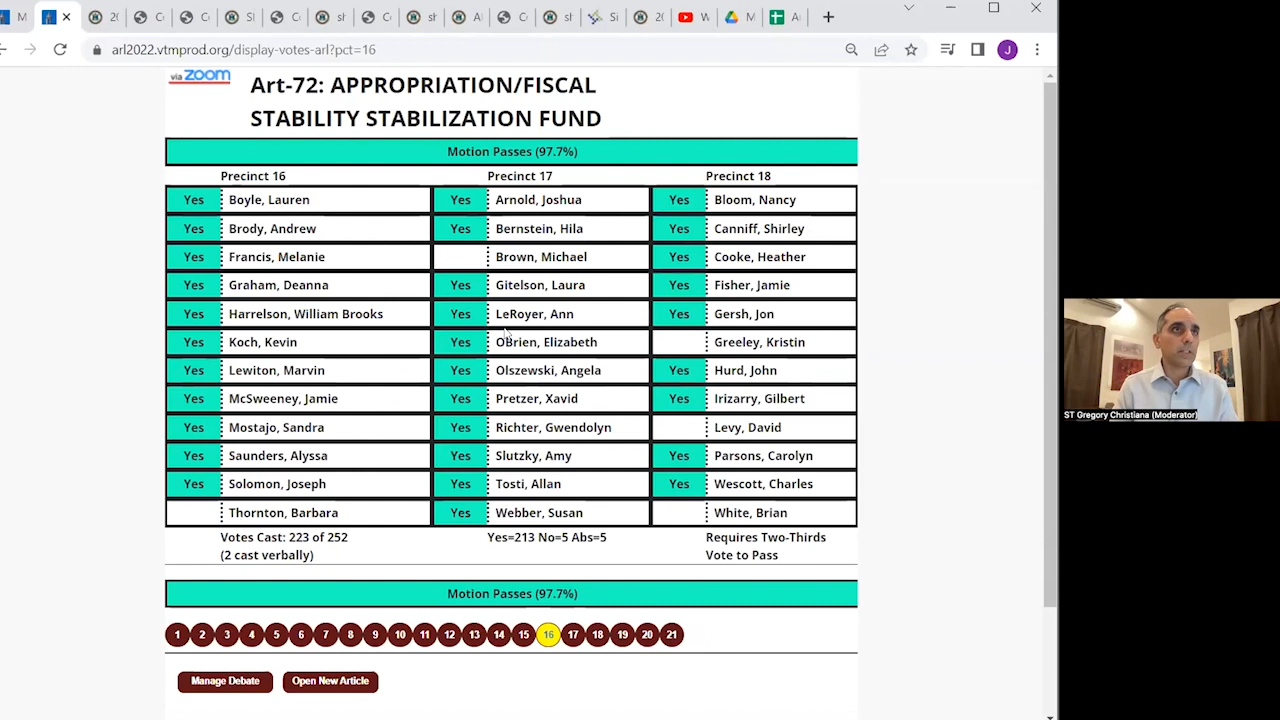 M
2(
C
C
C
S
C
sh
C
sh
A
C
sh
Si
2(
W
M
A
arl2022.vtmprod.org/display-votes-arl?pct=16
J
via zoom
Art-72: APPROPRIATION/FISCAL
STABILITY STABILIZATION FUND
Motion Passes (97.7%)
Precinct 16 Precinct 17 Precinct 18
Yes Boyle, Lauren Yes Arnold, Joshua Yes Bloom, Nancy
Yes Brody, Andrew Yes Bernstein, Hila Yes Canniff, Shirley
Yes Francis, Melanie Brown, Michael Yes Cooke, Heather
Yes Graham, Deanna Yes Gitelson, Laura Yes Fisher, Jamie
Yes Harrelson, William Brooks Yes LeRoyer, Ann Yes Gersh, Jon
Yes Koch, Kevin Yes OBrien, Elizabeth Greeley, Kristin
Yes Lewiton, Marvin Yes Olszewski, Angela Yes Hurd, John
Yes McSweeney, Jamie Yes Pretzer, Xavid Yes Irizarry, Gilbert
Yes Mostajo, Sandra Yes Richter, Gwendolyn Levy, David
Yes Saunders, Alyssa Yes Slutzky, Amy Yes Parsons, Carolyn
Yes Solomon, Joseph Yes Tosti, Allan Yes Wescott, Charles
Thornton, Barbara Yes Webber, Susan White, Brian
Votes Cast: 223 of 252 Yes=213 No=5 Abs=5 Requires Two-Thirds
(2 cast verbally) Vote to Pass
Motion Passes (97.7%)
1 2 3 4 5 6 7 8 9 10 11 12 13 14 15 16 17 18 19 20 21
Manage Debate Open New Article
ST Gregory Christiana (Moderator)